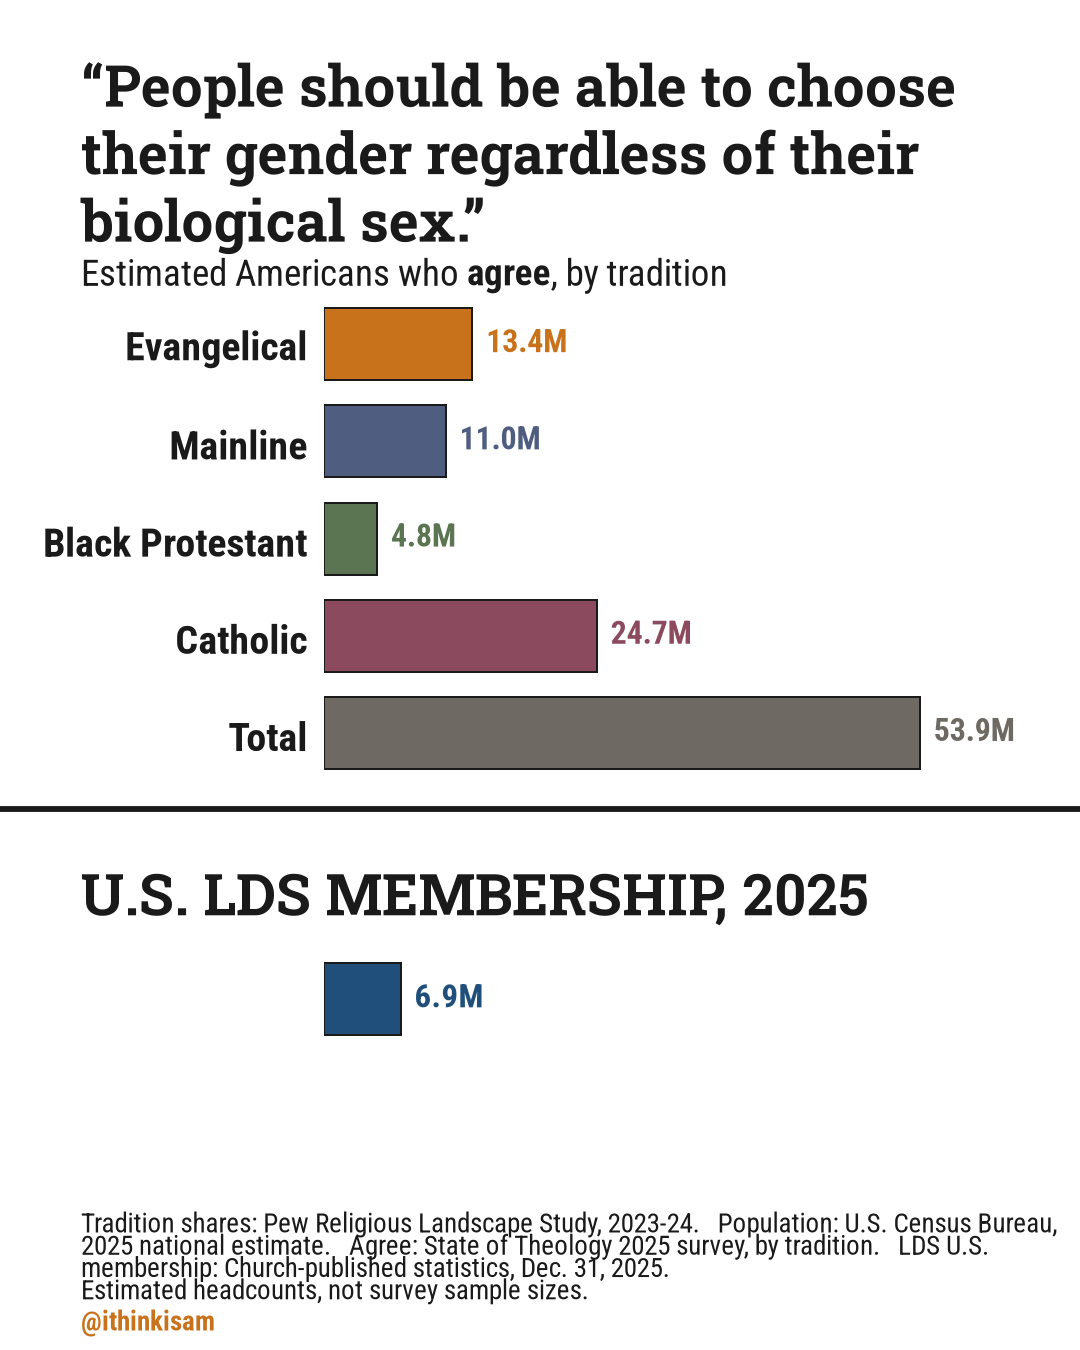 “People should be able to choose
their gender regardless of their
biological sex.”
Estimated Americans who agree, by tradition
Evangelical 13.4M
Mainline 11.0M
Black Protestant 4.8M
Catholic 24.7M
Total 53.9M
U.S. LDS MEMBERSHIP, 2025
6.9M
Tradition shares: Pew Religious Landscape Study, 2023-24. Population: U.S. Census Bureau,
2025 national estimate. Agree: State of Theology 2025 survey, by tradition. LDS U.S.
membership: Church-published statistics, Dec. 31, 2025.
Estimated headcounts, not survey sample sizes.
@ithinkisam